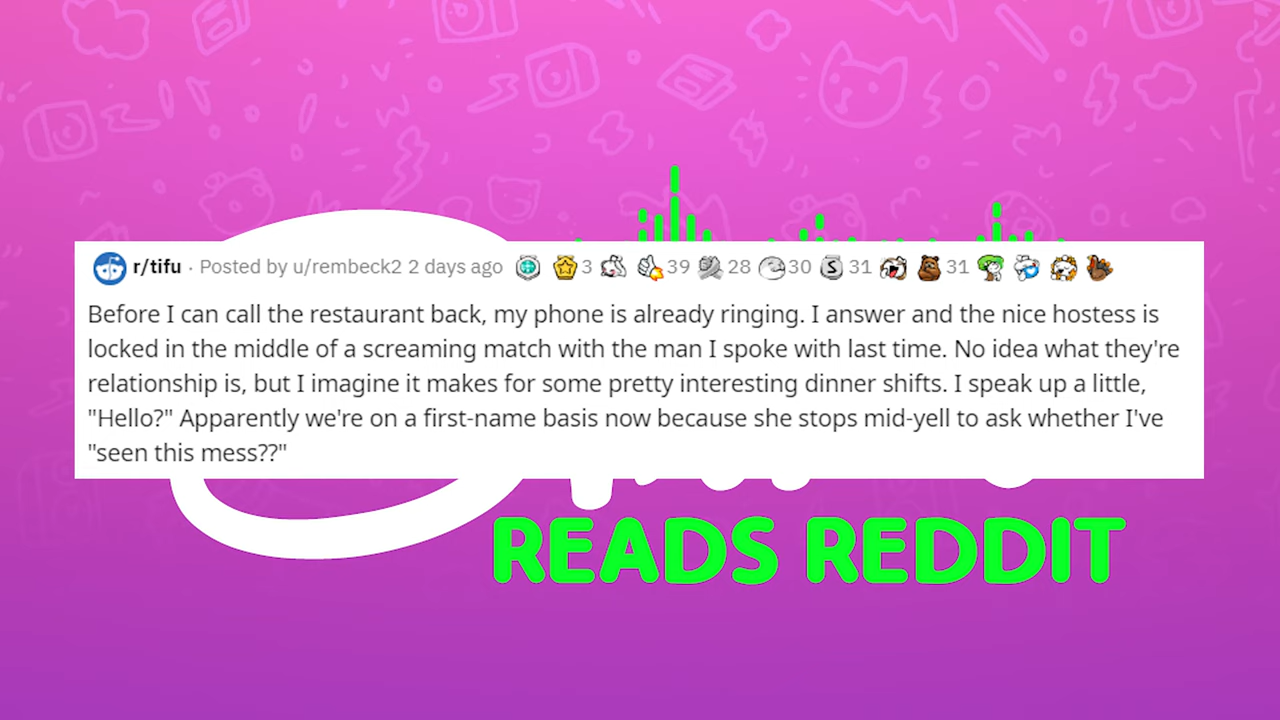 r/tifu · Posted by u/rembeck2 2 days ago 3 39 28 30 S 31 31
Before I can call the restaurant back, my phone is already ringing. I answer and the nice hostess is
locked in the middle of a screaming match with the man I spoke with last time. No idea what they're
relationship is, but I imagine it makes for some pretty interesting dinner shifts. I speak up a little,
"Hello?" Apparently we're on a first-name basis now because she stops mid-yell to ask whether I've
"seen this mess??"
READS REDDIT